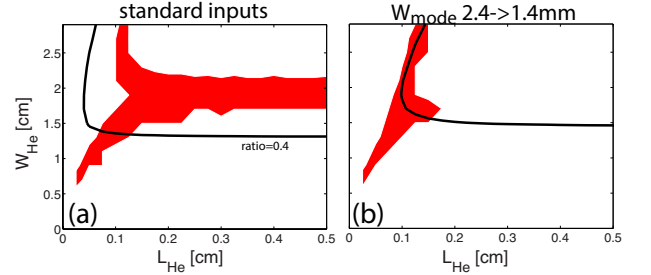 standard inputs
W_mode 2.4->1.4mm
W_He [cm]
2.5
2
1.5
1
0.5
0
ratio=0.4
(a)
(b)
0 0.1 0.2 0.3 0.4 0.5
0 0.1 0.2 0.3 0.4 0.5
L_He [cm]
L_He [cm]